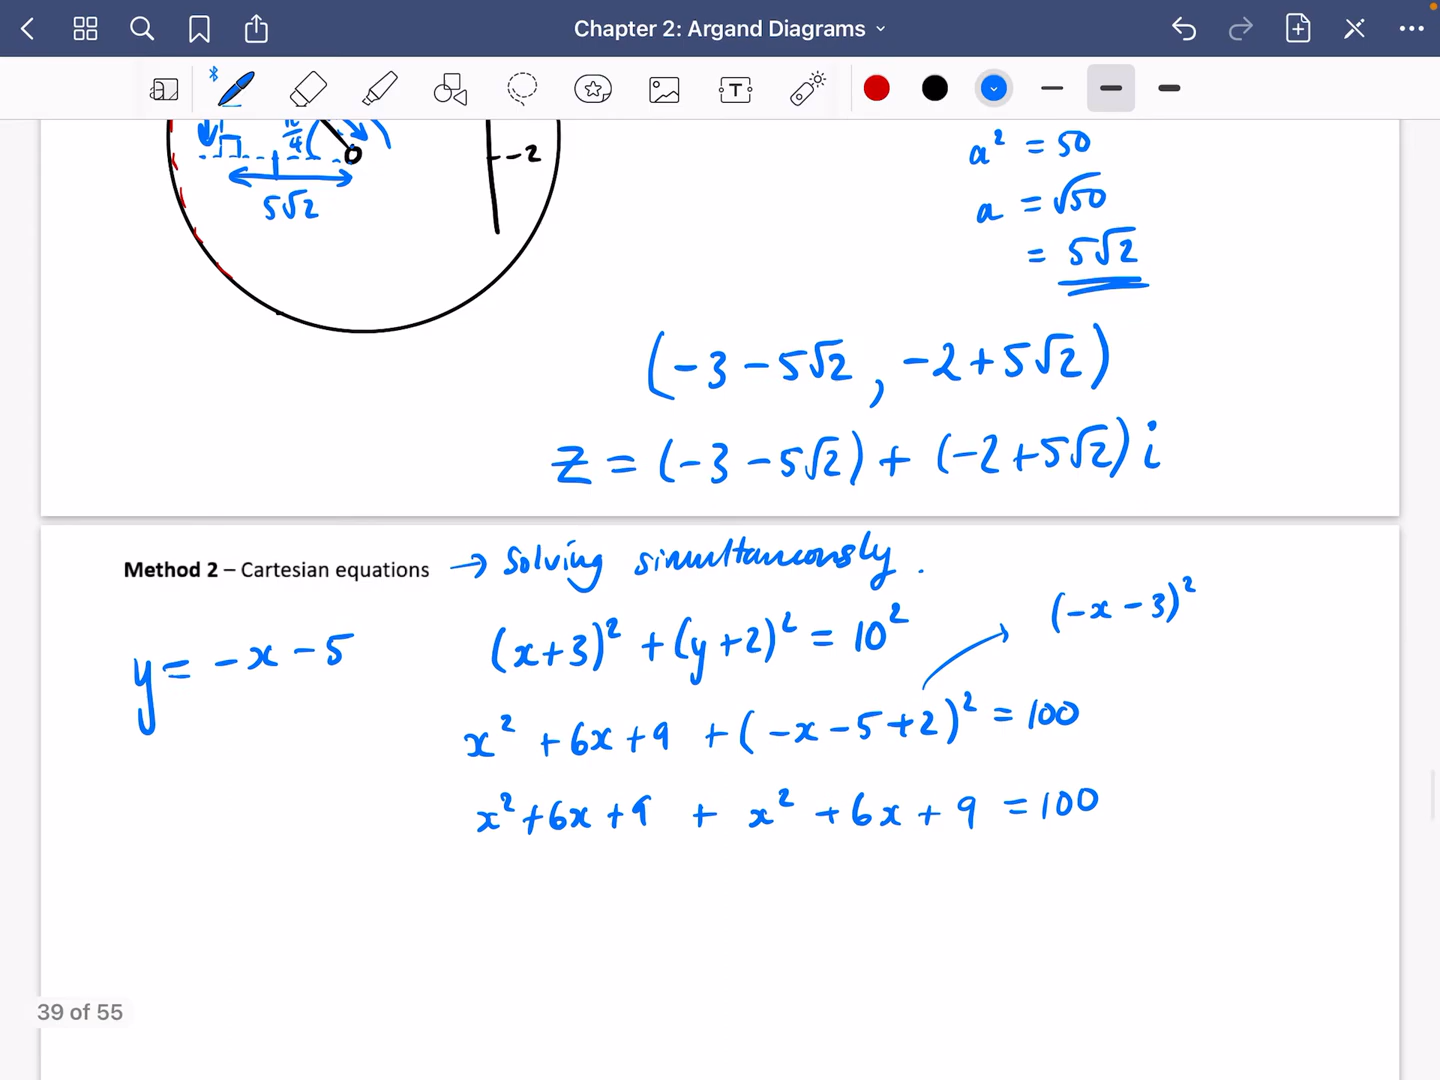 Chapter 2: Argand Diagrams
T
π/4
O
-2
5√2
a² = 50
a = √50
= 5√2
(-3 - 5√2, -2 + 5√2)
z = (-3 - 5√2) + (-2 + 5√2) i
Method 2 – Cartesian equations → Solving simultaneously.
y = -x - 5
(x+3)² + (y+2)² = 10²
(-x - 3)²
x² + 6x + 9 + (-x - 5 + 2)² = 100
x² + 6x + 9 + x² + 6x + 9 = 100
39 of 55